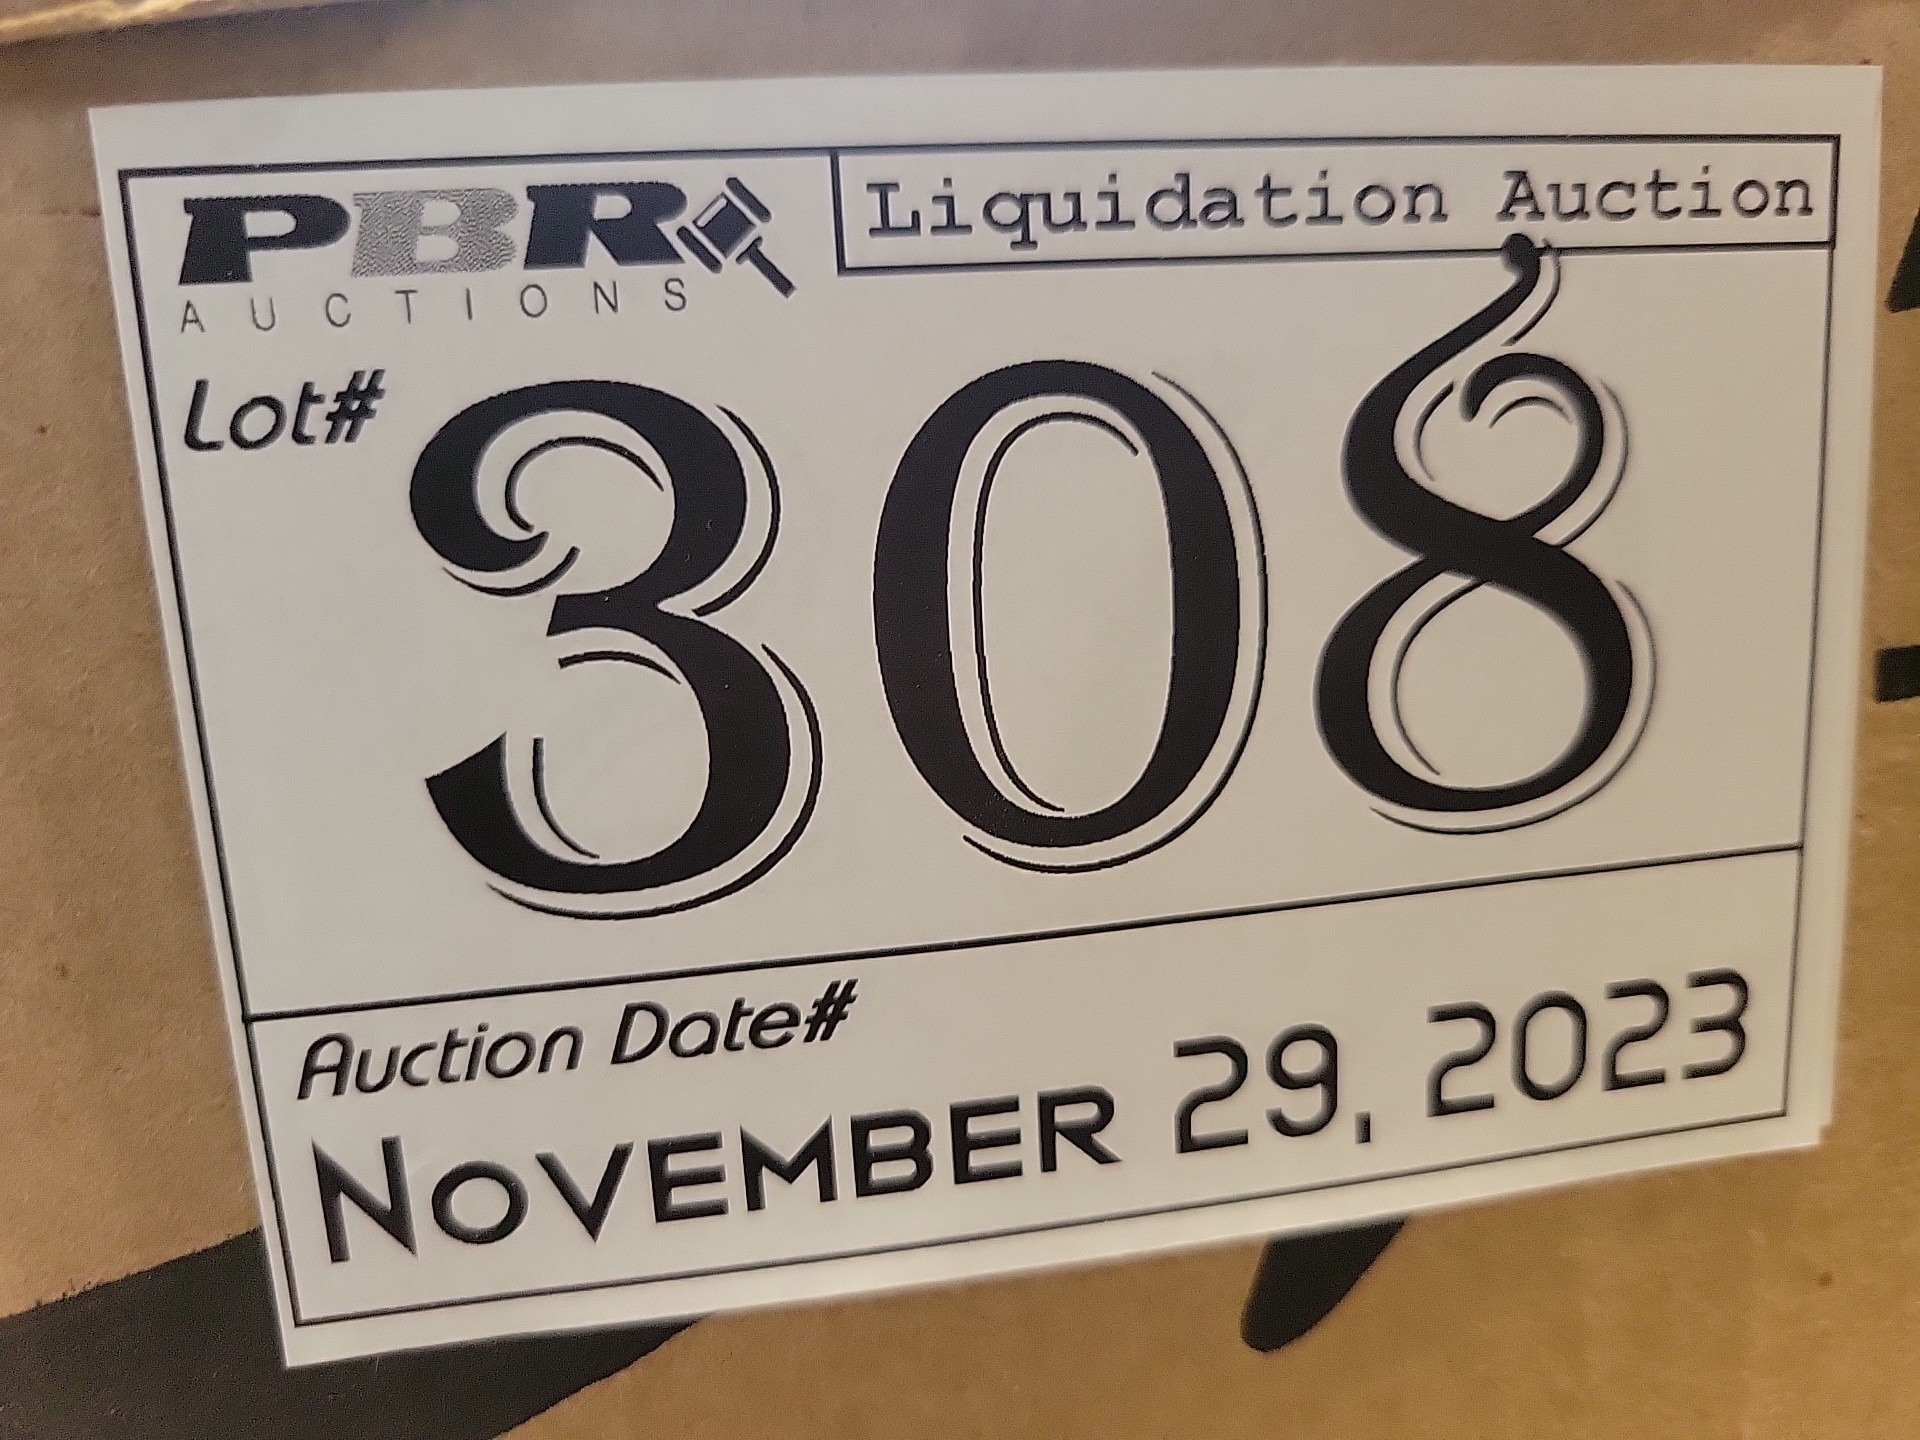 PBR
AUCTIONS
Liquidation Auction
Lot#
308
Auction Date#
NOVEMBER 29, 2023